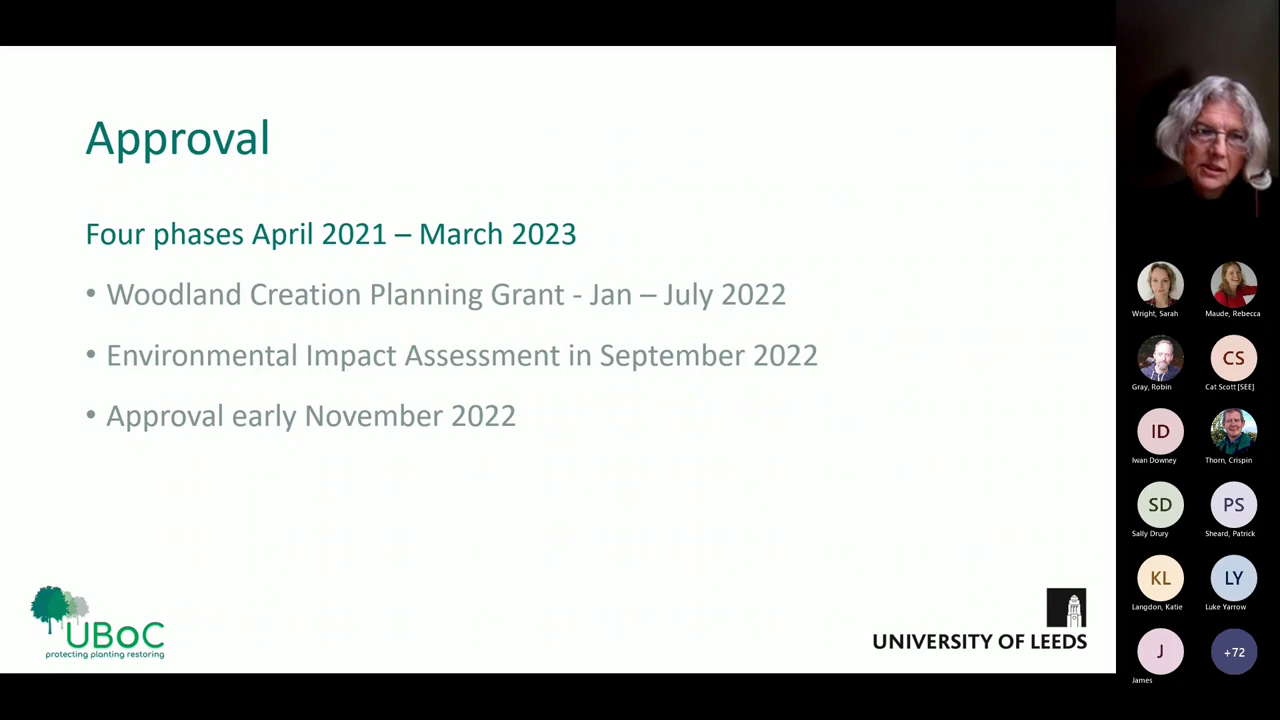 Approval
Four phases April 2021 – March 2023
• Woodland Creation Planning Grant - Jan – July 2022
• Environmental Impact Assessment in September 2022
• Approval early November 2022
UBoC
protecting planting restoring
UNIVERSITY OF LEEDS
Wright, Sarah
Maude, Rebecca
Gray, Robin
CS
Cat Scott [SEE]
ID
Iwan Downey
Thorn, Crispin
SD
Sally Drury
PS
Sheard, Patrick
KL
Langdon, Katie
LY
Luke Yarrow
J
James
+72